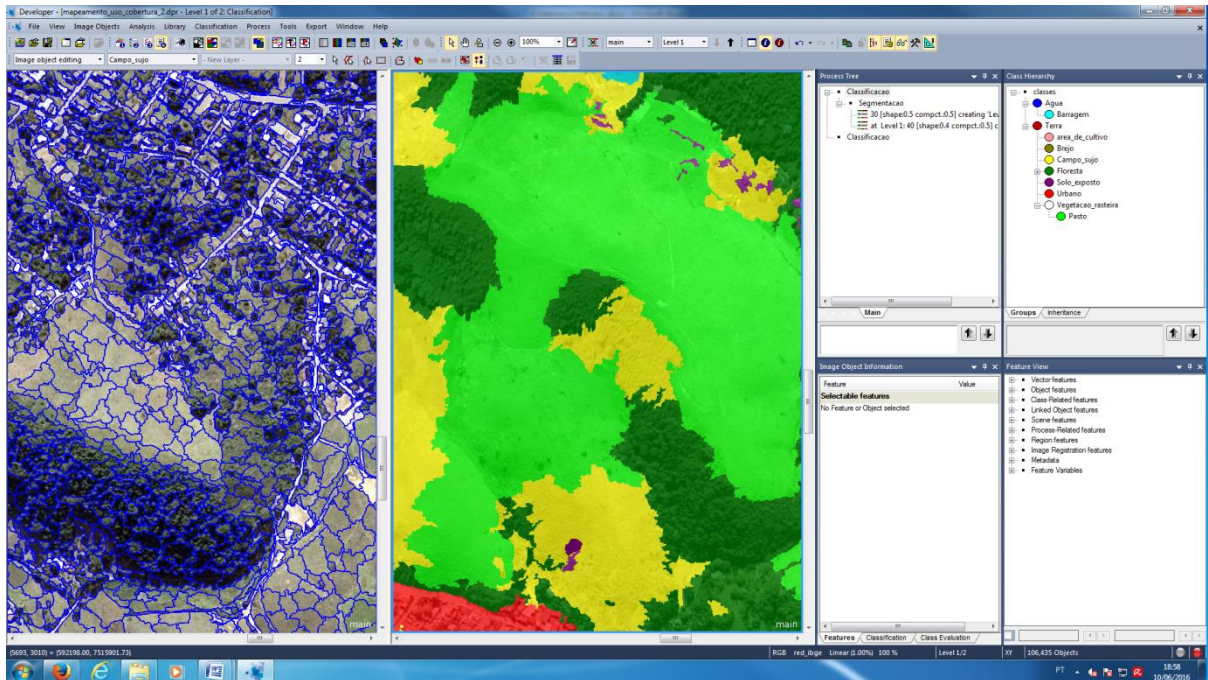 Developer - [mapeamento_uso_cobertura_2.dpr - Level 1 of 2: Classification]
File View Image Objects Analysis Library Classification Process Tools Export Window Help
100% main Level 1
Image object editing Campo_sujo - New Layer - 2
Process Tree
Classificacao
Segmentacao
30 [shape:0.5 compct.:0.5] creating 'Lev
at Level 1: 40 [shape:0.4 compct.:0.5] c
Classificacao
Main
Class Hierarchy
classes
Agua
Barragem
Terra
area_de_cultivo
Brejo
Campo_sujo
Floresta
Solo_exposto
Urbano
Vegetacao_rasteira
Pasto
Groups Inheritance
Image Object Information
Feature Value
Selectable features
No Feature or Object selected
Features Classification Class Evaluation
Feature View
Vector features
Object features
Class-Related features
Linked Object features
Scene features
Process-Related features
Region features
Image Registration features
Metadata
Feature Variables
main
main
(5693, 3010) = (592198.00, 7515901.73)
RGB red_ibge Linear (1.00%) 100 % Level 1/2 XY 106,435 Objects
PT 18:58
10/06/2016